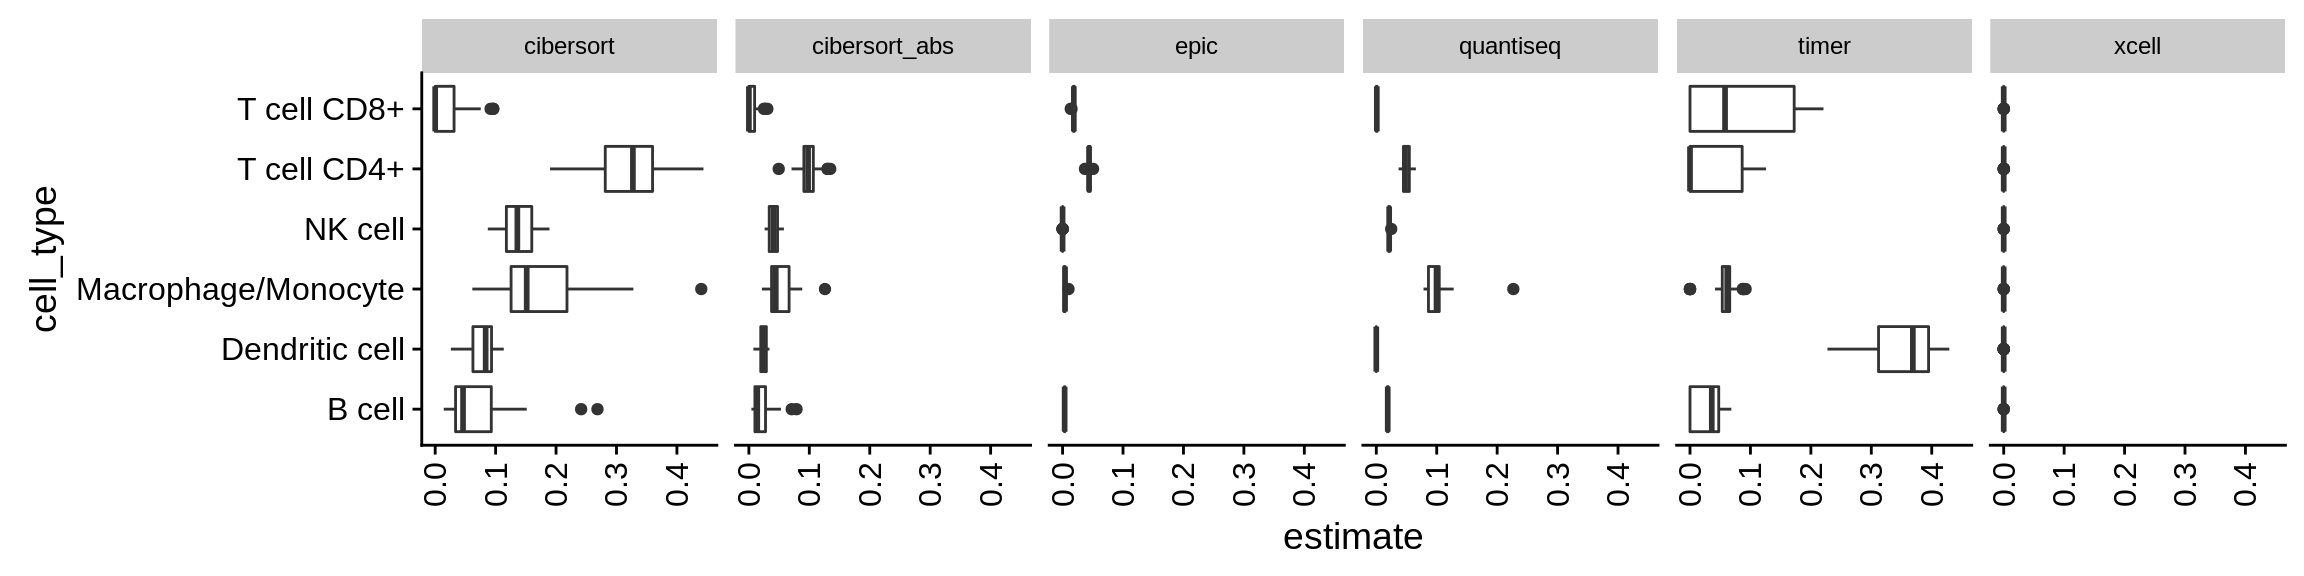 cibersort
cibersort_abs
epic
quantiseq
timer
xcell
cell_type
T cell CD8+
T cell CD4+
NK cell
Macrophage/Monocyte
Dendritic cell
B cell
0.0 0.1 0.2 0.3 0.4
0.0 0.1 0.2 0.3 0.4
0.0 0.1 0.2 0.3 0.4
0.0 0.1 0.2 0.3 0.4
0.0 0.1 0.2 0.3 0.4
0.0 0.1 0.2 0.3 0.4
estimate